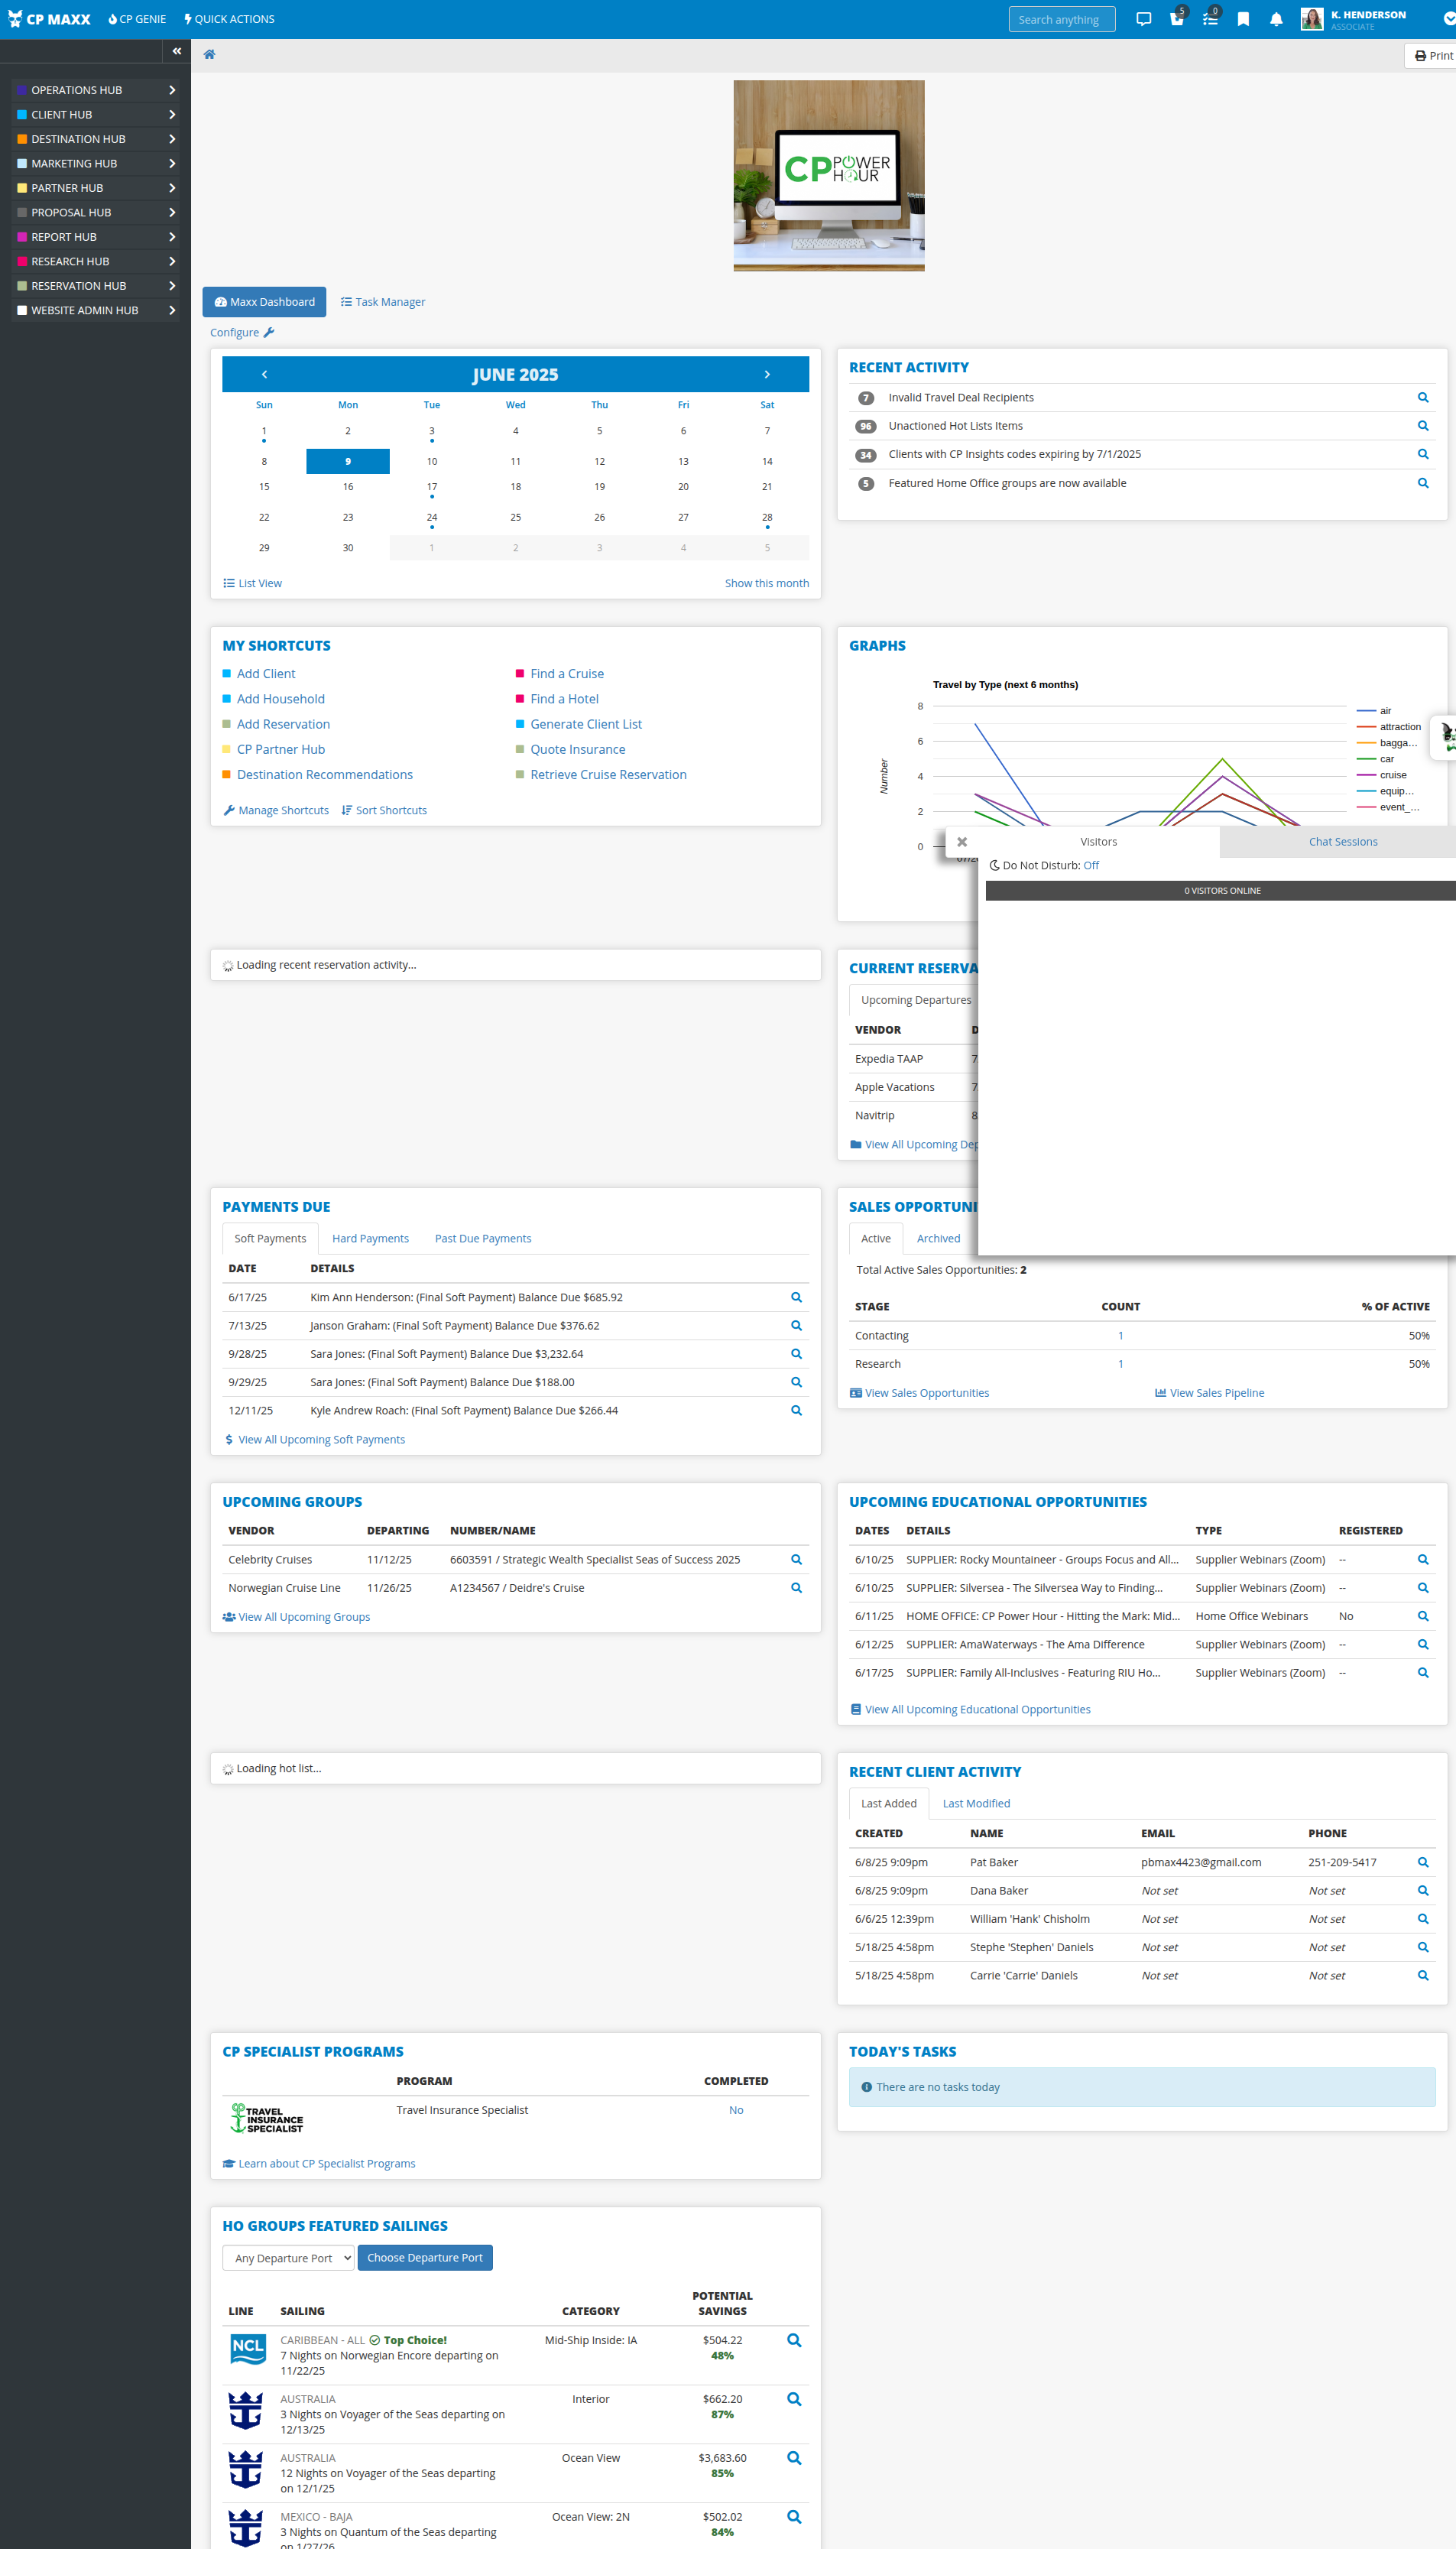 CP MAXX CP GENIE QUICK ACTIONS Search anything 5 0 K. HENDERSON
ASSOCIATE
Print
OPERATIONS HUB
CLIENT HUB
DESTINATION HUB
MARKETING HUB
PARTNER HUB
PROPOSAL HUB
REPORT HUB
RESEARCH HUB
RESERVATION HUB
WEBSITE ADMIN HUB
CP POWER HOUR
Maxx Dashboard Task Manager
Configure
JUNE 2025
Sun Mon Tue Wed Thu Fri Sat
1 2 3 4 5 6 7
8 9 10 11 12 13 14
15 16 17 18 19 20 21
22 23 24 25 26 27 28
29 30 1 2 3 4 5
List View Show this month
RECENT ACTIVITY
7 Invalid Travel Deal Recipients
96 Unactioned Hot Lists Items
34 Clients with CP Insights codes expiring by 7/1/2025
5 Featured Home Office groups are now available
MY SHORTCUTS
Add Client Find a Cruise
Add Household Find a Hotel
Add Reservation Generate Client List
CP Partner Hub Quote Insurance
Destination Recommendations Retrieve Cruise Reservation
Manage Shortcuts Sort Shortcuts
GRAPHS
Travel by Type (next 6 months)
Number
8
6
4
2
0
air
attraction
bagga...
car
cruise
equip...
event_...
Visitors Chat Sessions
Do Not Disturb: Off
0 VISITORS ONLINE
Loading recent reservation activity...
CURRENT RESERVA
Upcoming Departures
VENDOR D
Expedia TAAP 7
Apple Vacations 7
Navitrip 8
View All Upcoming Dep
PAYMENTS DUE
Soft Payments Hard Payments Past Due Payments
DATE DETAILS
6/17/25 Kim Ann Henderson: (Final Soft Payment) Balance Due $685.92
7/13/25 Janson Graham: (Final Soft Payment) Balance Due $376.62
9/28/25 Sara Jones: (Final Soft Payment) Balance Due $3,232.64
9/29/25 Sara Jones: (Final Soft Payment) Balance Due $188.00
12/11/25 Kyle Andrew Roach: (Final Soft Payment) Balance Due $266.44
View All Upcoming Soft Payments
SALES OPPORTUNI
Active Archived
Total Active Sales Opportunities: 2
STAGE COUNT % OF ACTIVE
Contacting 1 50%
Research 1 50%
View Sales Opportunities View Sales Pipeline
UPCOMING GROUPS
VENDOR DEPARTING NUMBER/NAME
Celebrity Cruises 11/12/25 6603591 / Strategic Wealth Specialist Seas of Success 2025
Norwegian Cruise Line 11/26/25 A1234567 / Deidre's Cruise
View All Upcoming Groups
UPCOMING EDUCATIONAL OPPORTUNITIES
DATES DETAILS TYPE REGISTERED
6/10/25 SUPPLIER: Rocky Mountaineer - Groups Focus and All... Supplier Webinars (Zoom) --
6/10/25 SUPPLIER: Silversea - The Silversea Way to Finding... Supplier Webinars (Zoom) --
6/11/25 HOME OFFICE: CP Power Hour - Hitting the Mark: Mid... Home Office Webinars No
6/12/25 SUPPLIER: AmaWaterways - The Ama Difference Supplier Webinars (Zoom) --
6/17/25 SUPPLIER: Family All-Inclusives - Featuring RIU Ho... Supplier Webinars (Zoom) --
View All Upcoming Educational Opportunities
Loading hot list...
RECENT CLIENT ACTIVITY
Last Added Last Modified
CREATED NAME EMAIL PHONE
6/8/25 9:09pm Pat Baker pbmax4423@gmail.com 251-209-5417
6/8/25 9:09pm Dana Baker Not set Not set
6/6/25 12:39pm William 'Hank' Chisholm Not set Not set
5/18/25 4:58pm Stephe 'Stephen' Daniels Not set Not set
5/18/25 4:58pm Carrie 'Carrie' Daniels Not set Not set
CP SPECIALIST PROGRAMS
PROGRAM COMPLETED
TRAVEL INSURANCE SPECIALIST Travel Insurance Specialist No
Learn about CP Specialist Programs
TODAY'S TASKS
There are no tasks today
HO GROUPS FEATURED SAILINGS
Any Departure Port Choose Departure Port
LINE SAILING CATEGORY POTENTIAL SAVINGS
NCL CARIBBEAN - ALL Top Choice! Mid-Ship Inside: IA $504.22
7 Nights on Norwegian Encore departing on 48%
11/22/25
AUSTRALIA Interior $662.20
3 Nights on Voyager of the Seas departing on 87%
12/13/25
AUSTRALIA Ocean View $3,683.60
12 Nights on Voyager of the Seas departing 85%
on 12/1/25
MEXICO - BAJA Ocean View: 2N $502.02
3 Nights on Quantum of the Seas departing 84%
on 1/27/26